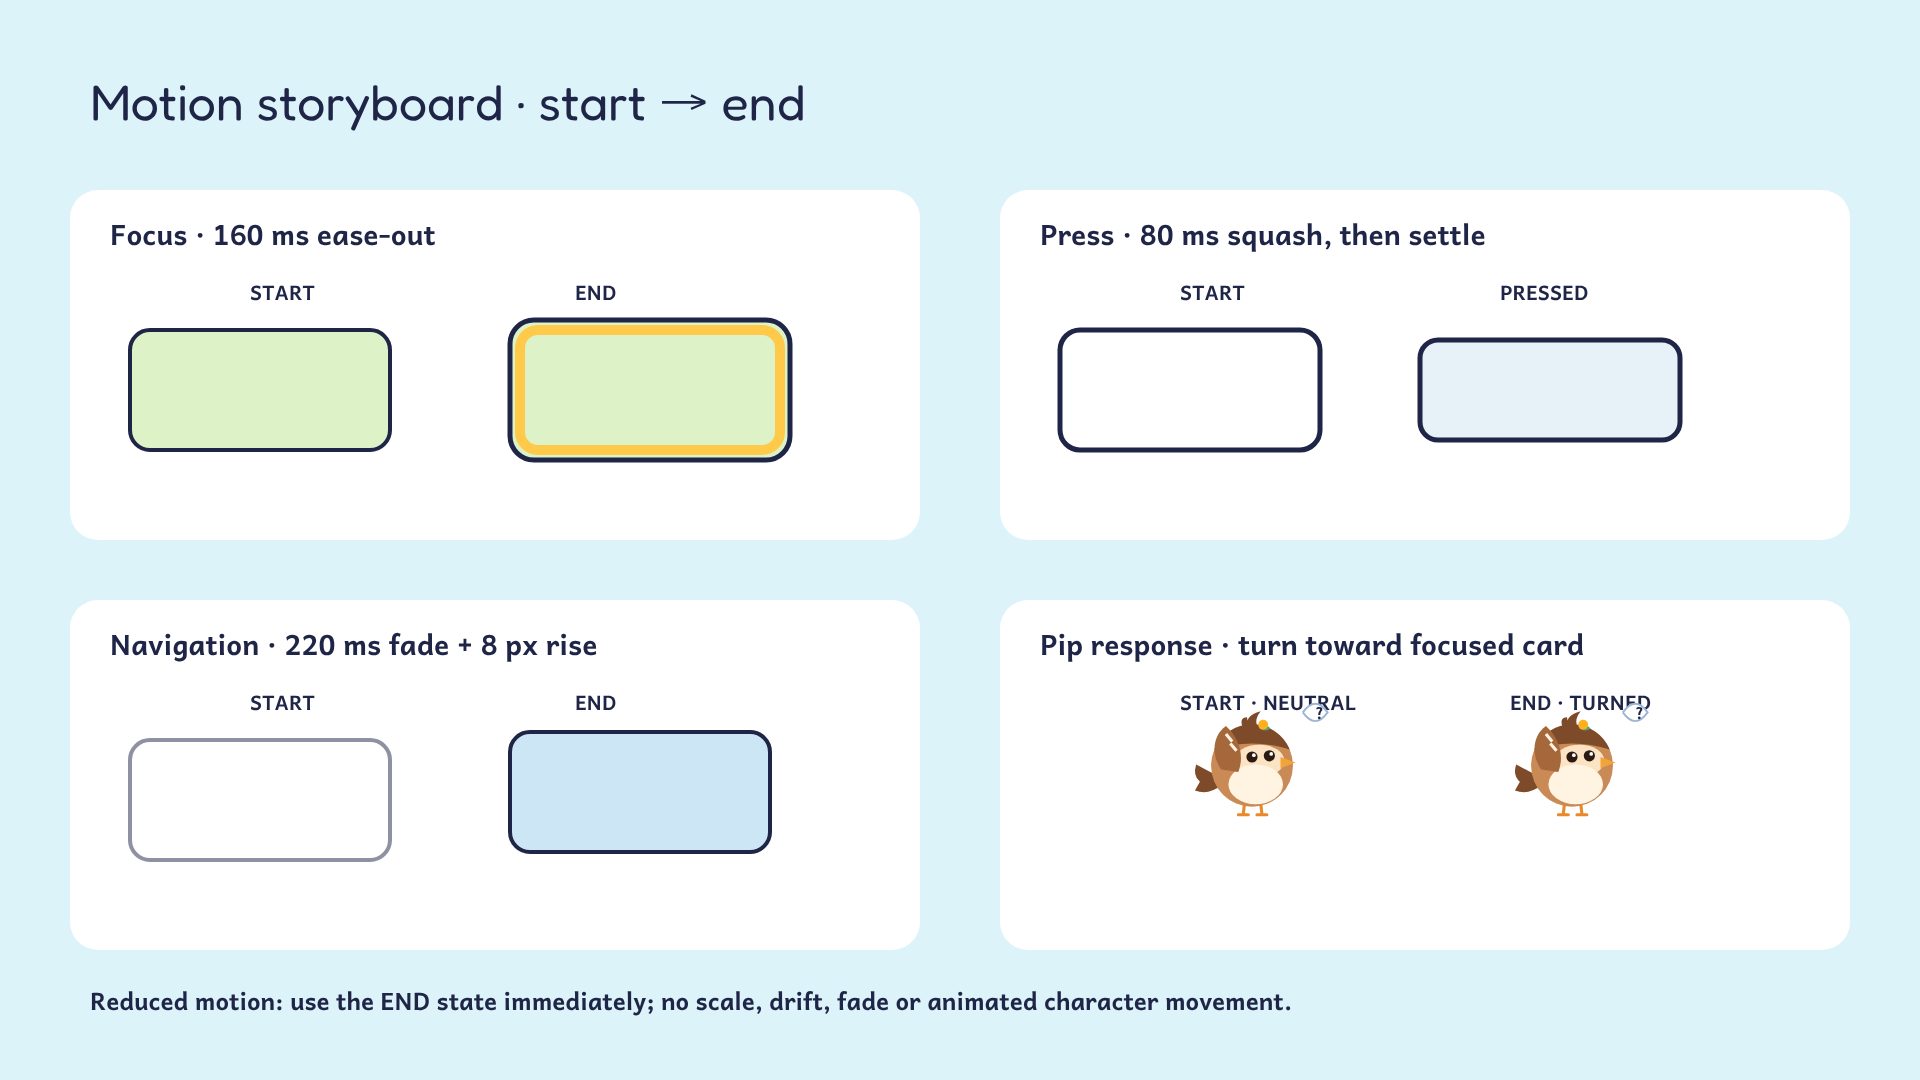 Motion storyboard · start → end
Focus · 160 ms ease-out
START
END
Press · 80 ms squash, then settle
START
PRESSED
Navigation · 220 ms fade + 8 px rise
START
END
Pip response · turn toward focused card
START · NEUTRAL
END · TURNED
?
?
Reduced motion: use the END state immediately; no scale, drift, fade or animated character movement.